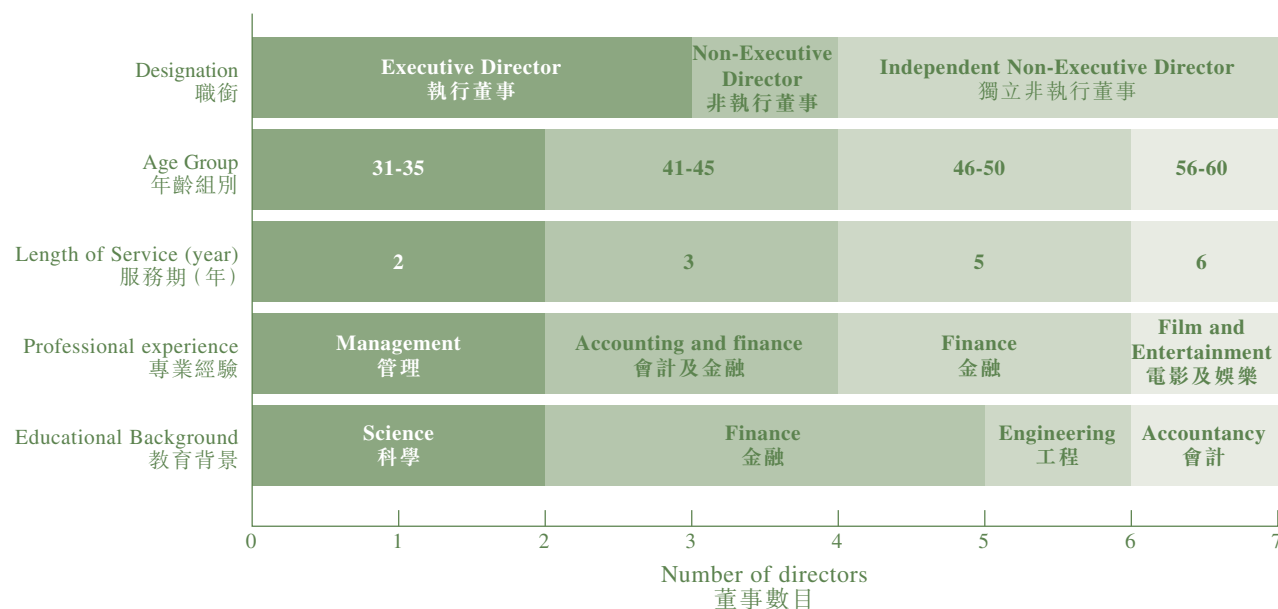 Designation
職銜
Executive Director
執行董事
Non-Executive
Director
非執行董事
Independent Non-Executive Director
獨立非執行董事
Age Group
年齡組別
31-35
41-45
46-50
56-60
Length of Service (year)
服務期(年)
2
3
5
6
Professional experience
專業經驗
Management
管理
Accounting and finance
會計及金融
Finance
金融
Film and
Entertainment
電影及娛樂
Educational Background
教育背景
Science
科學
Finance
金融
Engineering
工程
Accountancy
會計
0 1 2 3 4 5 6 7
Number of directors
董事數目